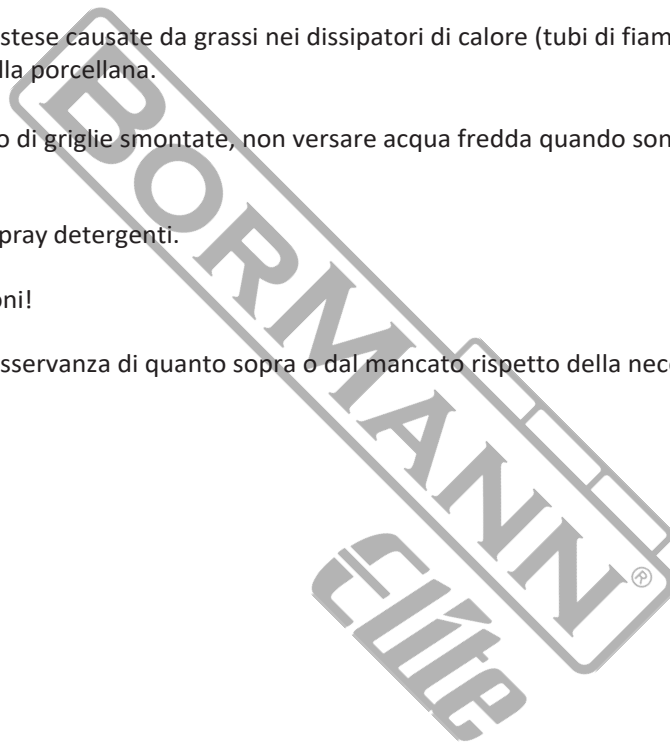 stese causate da grassi nei dissipatori di calore (tubi di fiam
lla porcellana.
o di griglie smontate, non versare acqua fredda quando son
pray detergenti.
oni!
sservanza di quanto sopra o dal mancato rispetto della nec
BORMANN®
Elite